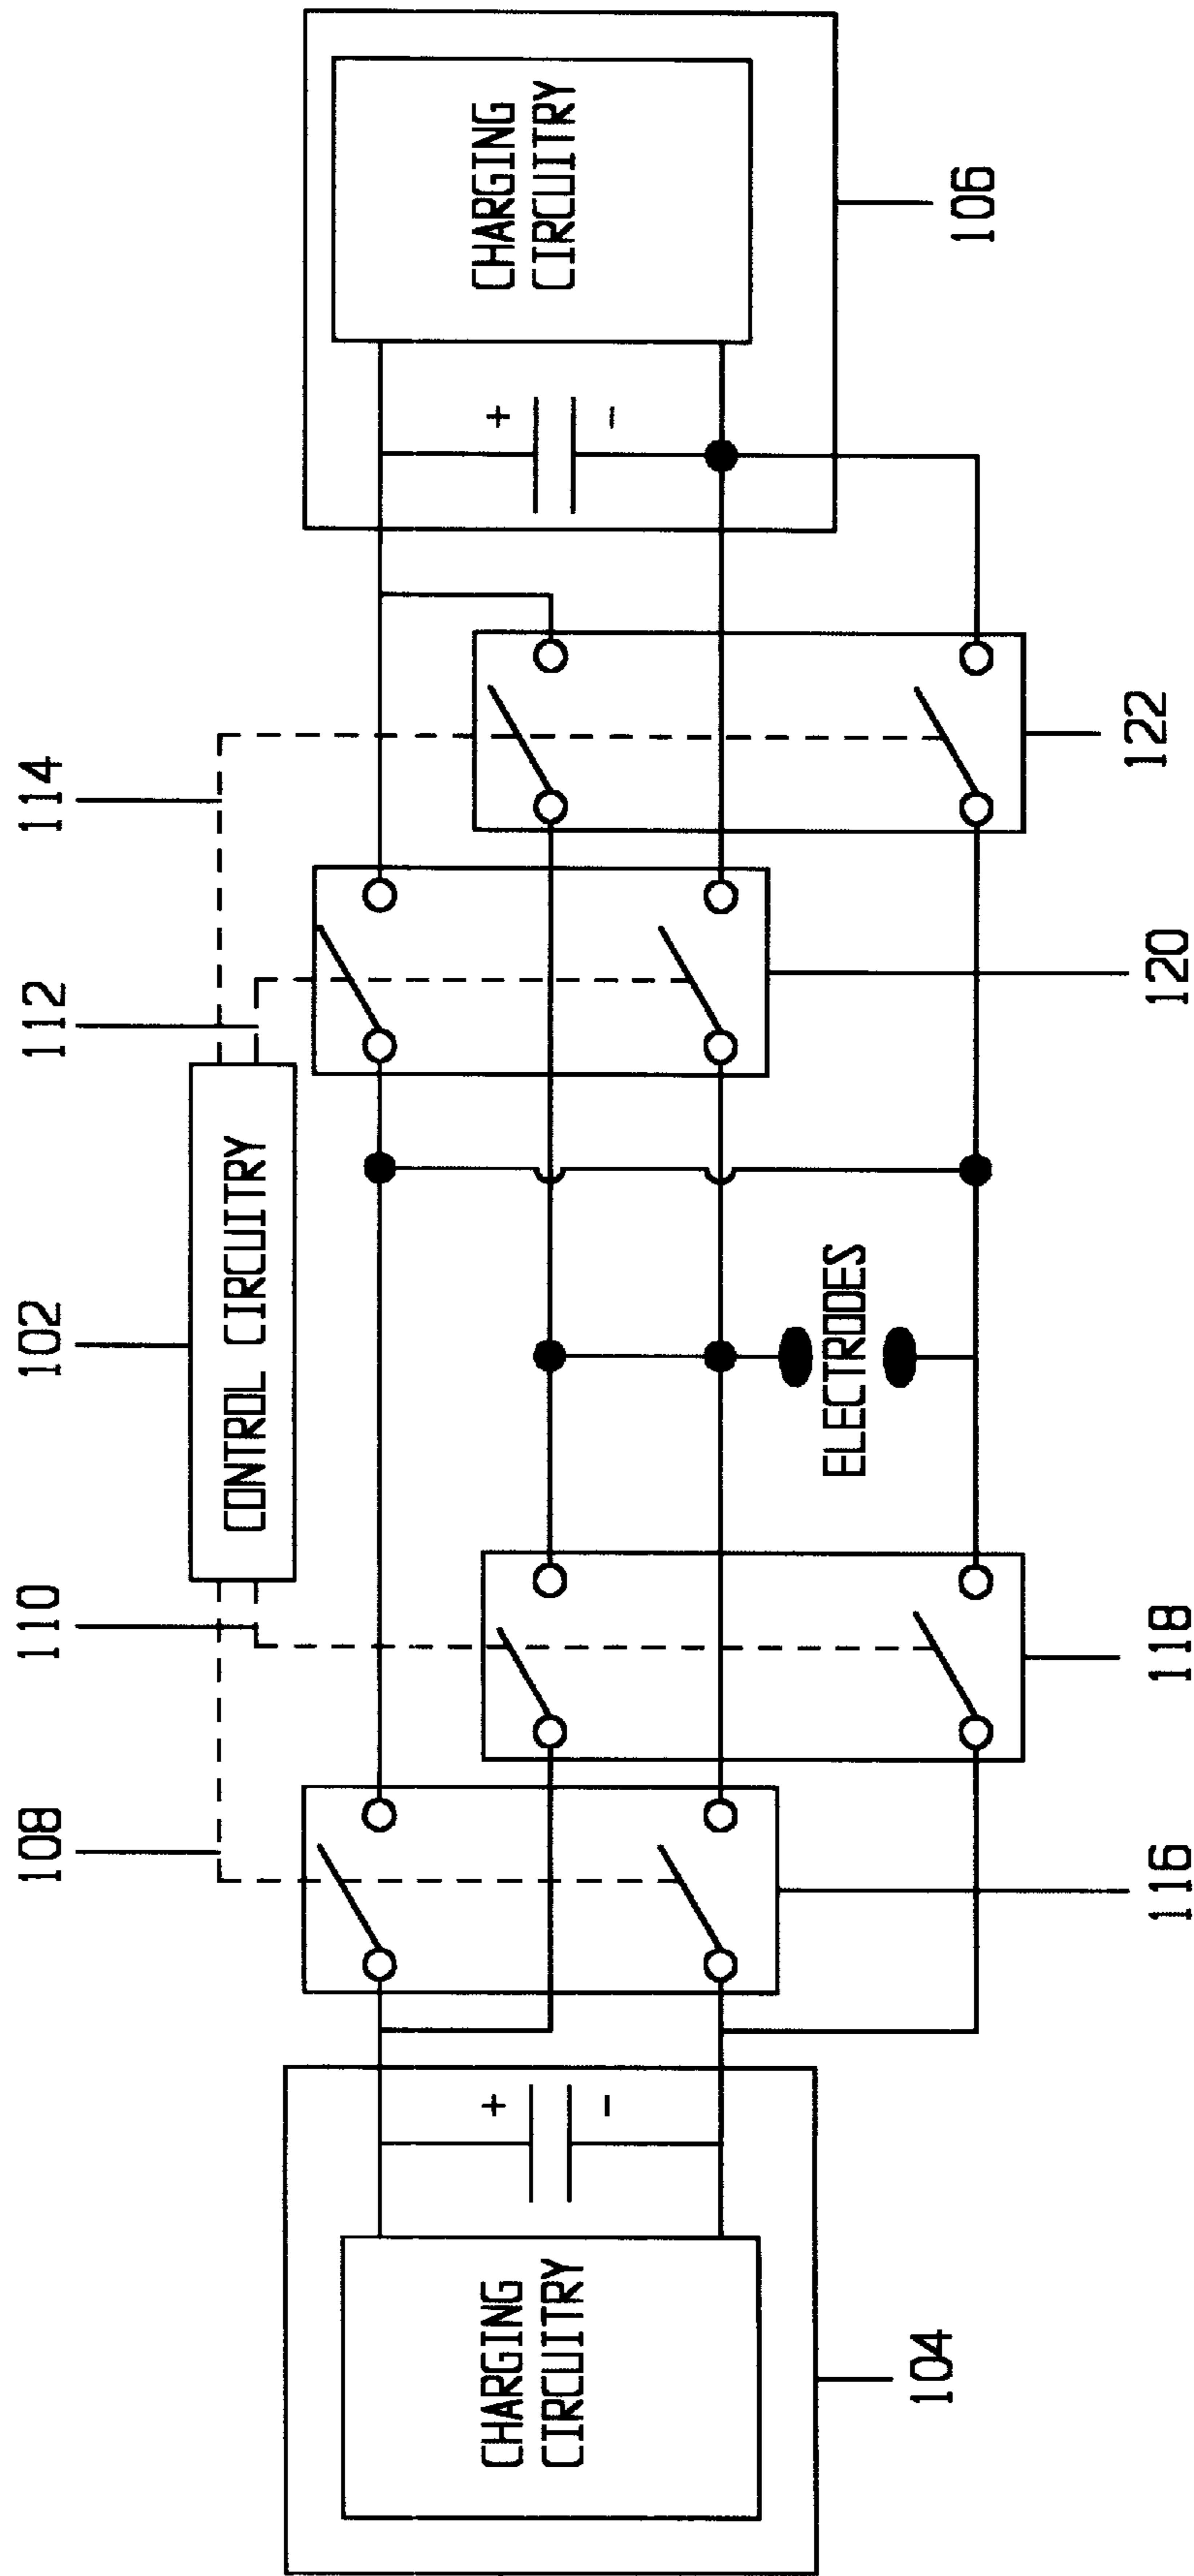 108
110
102
112
114
CONTROL CIRCUITRY
CHARGING
CIRCUITRY
+
-
ELECTRODES
+
-
CHARGING
CIRCUITRY
104
116
118
120
122
106